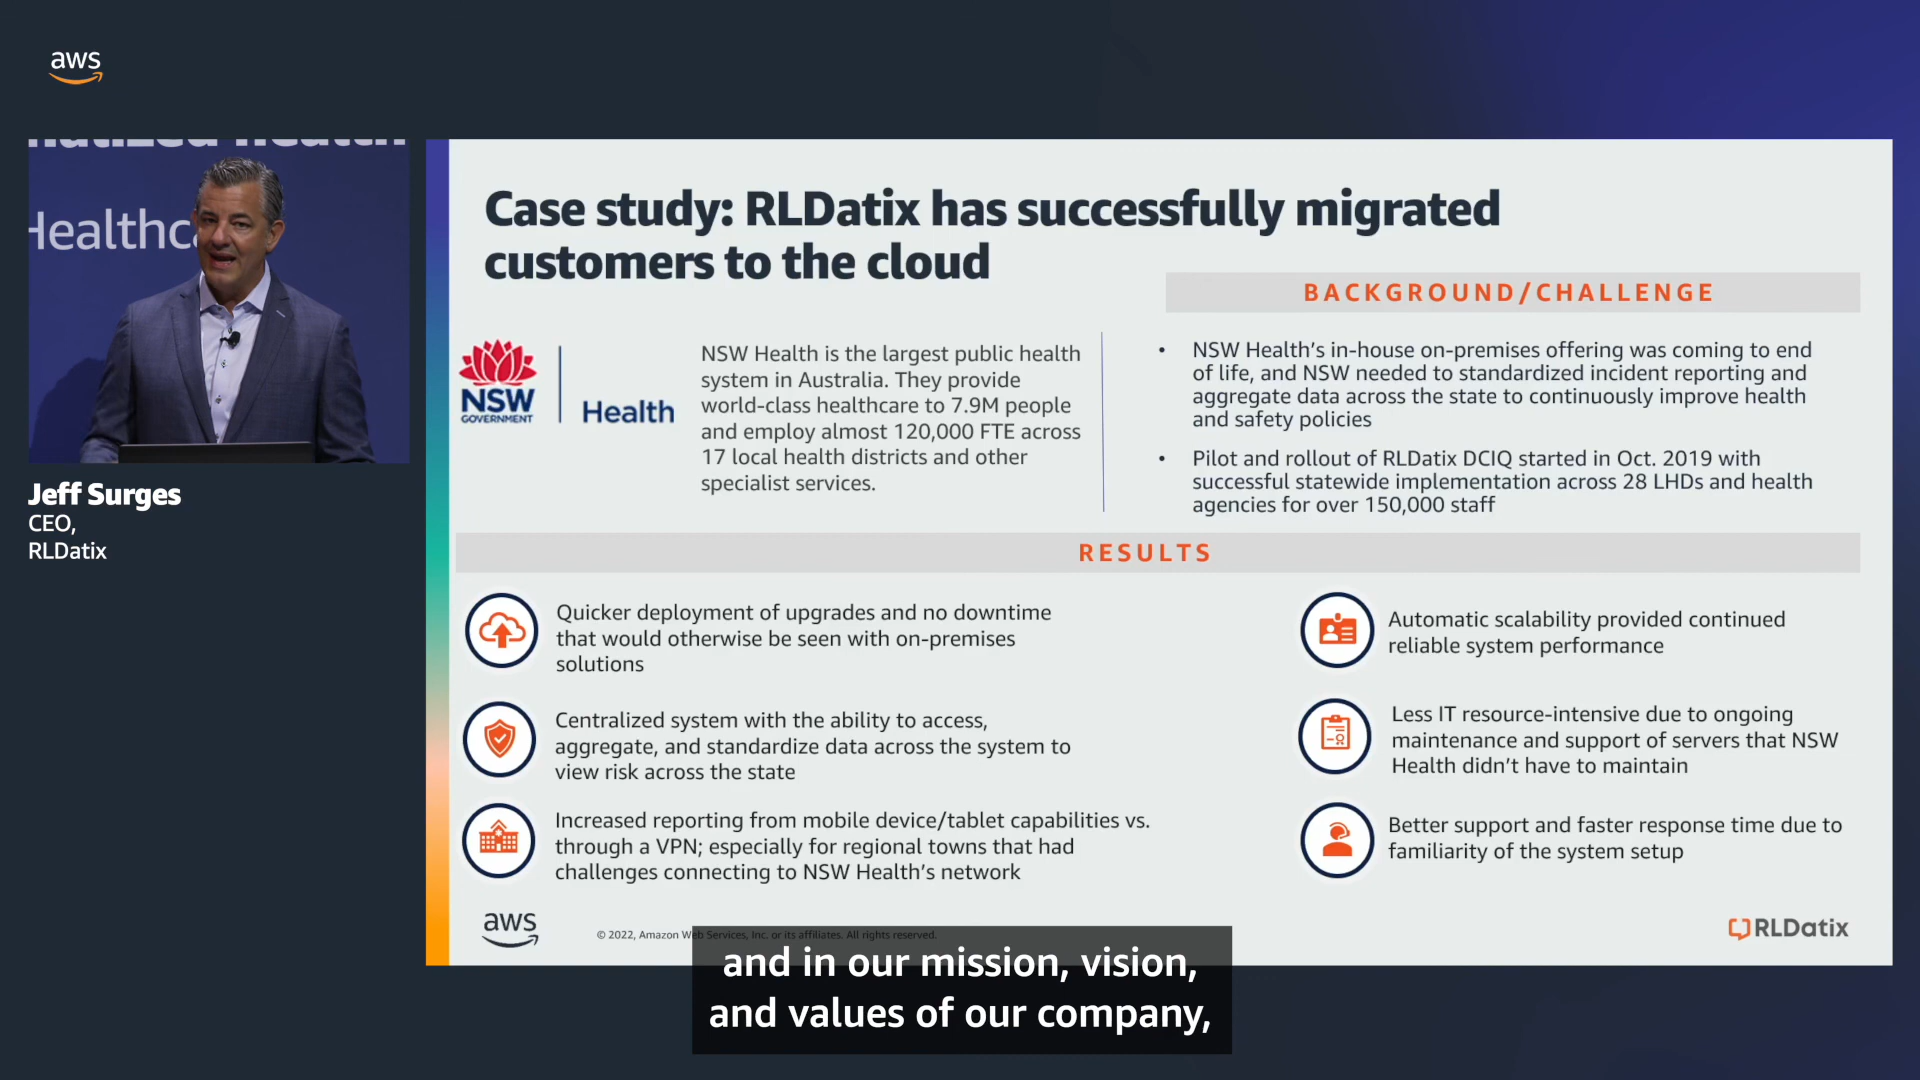 aws
Healthc
Jeff Surges
CEO,
RLDatix
Case study: RLDatix has successfully migrated
customers to the cloud
NSW
GOVERNMENT
Health
NSW Health is the largest public health
system in Australia. They provide
world-class healthcare to 7.9M people
and employ almost 120,000 FTE across
17 local health districts and other
specialist services.
BACKGROUND/CHALLENGE
• NSW Health's in-house on-premises offering was coming to end
of life, and NSW needed to standardized incident reporting and
aggregate data across the state to continuously improve health
and safety policies
• Pilot and rollout of RLDatix DCIQ started in Oct. 2019 with
successful statewide implementation across 28 LHDs and health
agencies for over 150,000 staff
RESULTS
Quicker deployment of upgrades and no downtime
that would otherwise be seen with on-premises
solutions
Centralized system with the ability to access,
aggregate, and standardize data across the system to
view risk across the state
Increased reporting from mobile device/tablet capabilities vs.
through a VPN; especially for regional towns that had
challenges connecting to NSW Health's network
Automatic scalability provided continued
reliable system performance
Less IT resource-intensive due to ongoing
maintenance and support of servers that NSW
Health didn't have to maintain
Better support and faster response time due to
familiarity of the system setup
aws
© 2022, Amazon Web Services, Inc. or its affiliates. All rights reserved.
RLDatix
and in our mission, vision,
and values of our company,